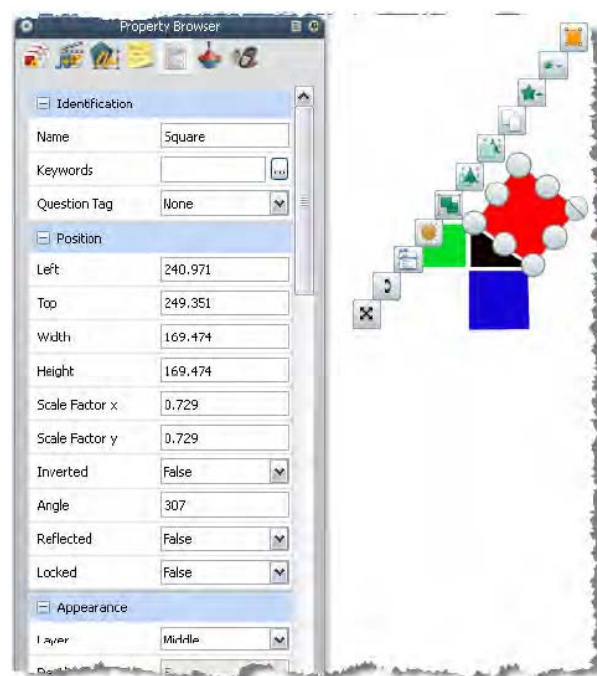 Property Browser
Identification
Name Square
Keywords ...
Question Tag None
Position
Left 240.971
Top 249.351
Width 169.474
Height 169.474
Scale Factor x 0.729
Scale Factor y 0.729
Inverted False
Angle 307
Reflected False
Locked False
Appearance
Layer Middle